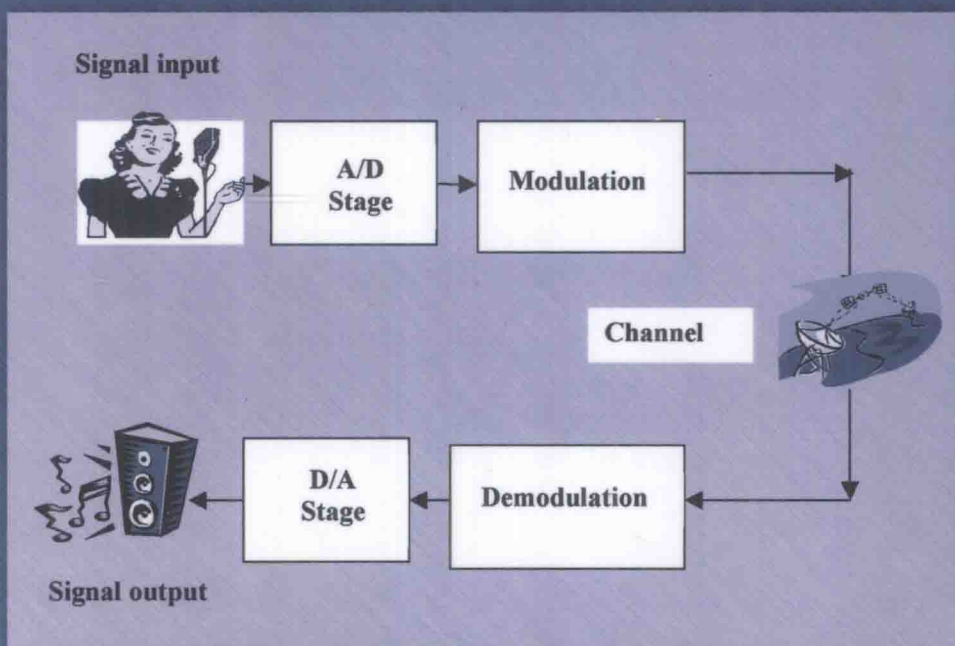 Signal input
A/D
Stage
Modulation
Channel
D/A
Stage
Demodulation
Signal output